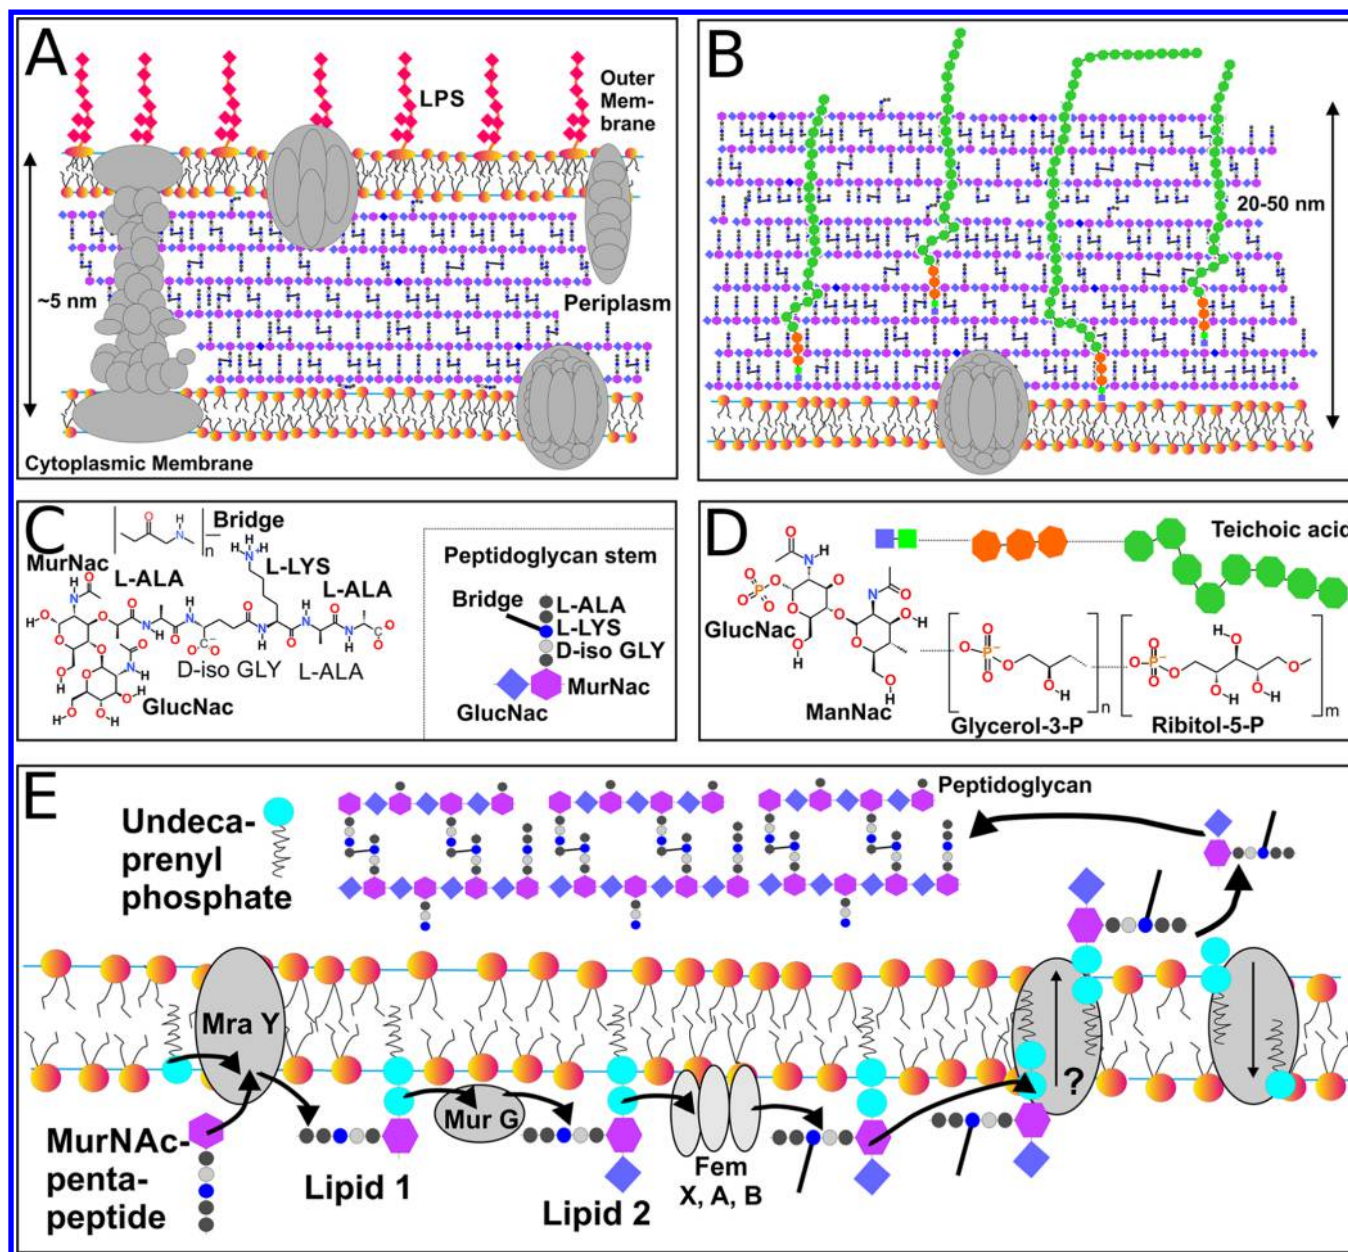 A
LPS
Outer
Mem-
brane
~5 nm
Periplasm
Cytoplasmic Membrane
B
20-50 nm
C
Bridge
n
MurNac
L-ALA
L-LYS
L-ALA
D-iso GLY
L-ALA
GlucNac
Peptidoglycan stem
Bridge
L-ALA
L-LYS
D-iso GLY
MurNac
GlucNac
D
Teichoic acid
GlucNac
ManNac
Glycerol-3-P
n
Ribitol-5-P
m
E
Undeca-
prenyl
phosphate
Peptidoglycan
Mra Y
Mur G
?
MurNAc-
penta-
peptide
Lipid 1
Lipid 2
Fem
X, A, B